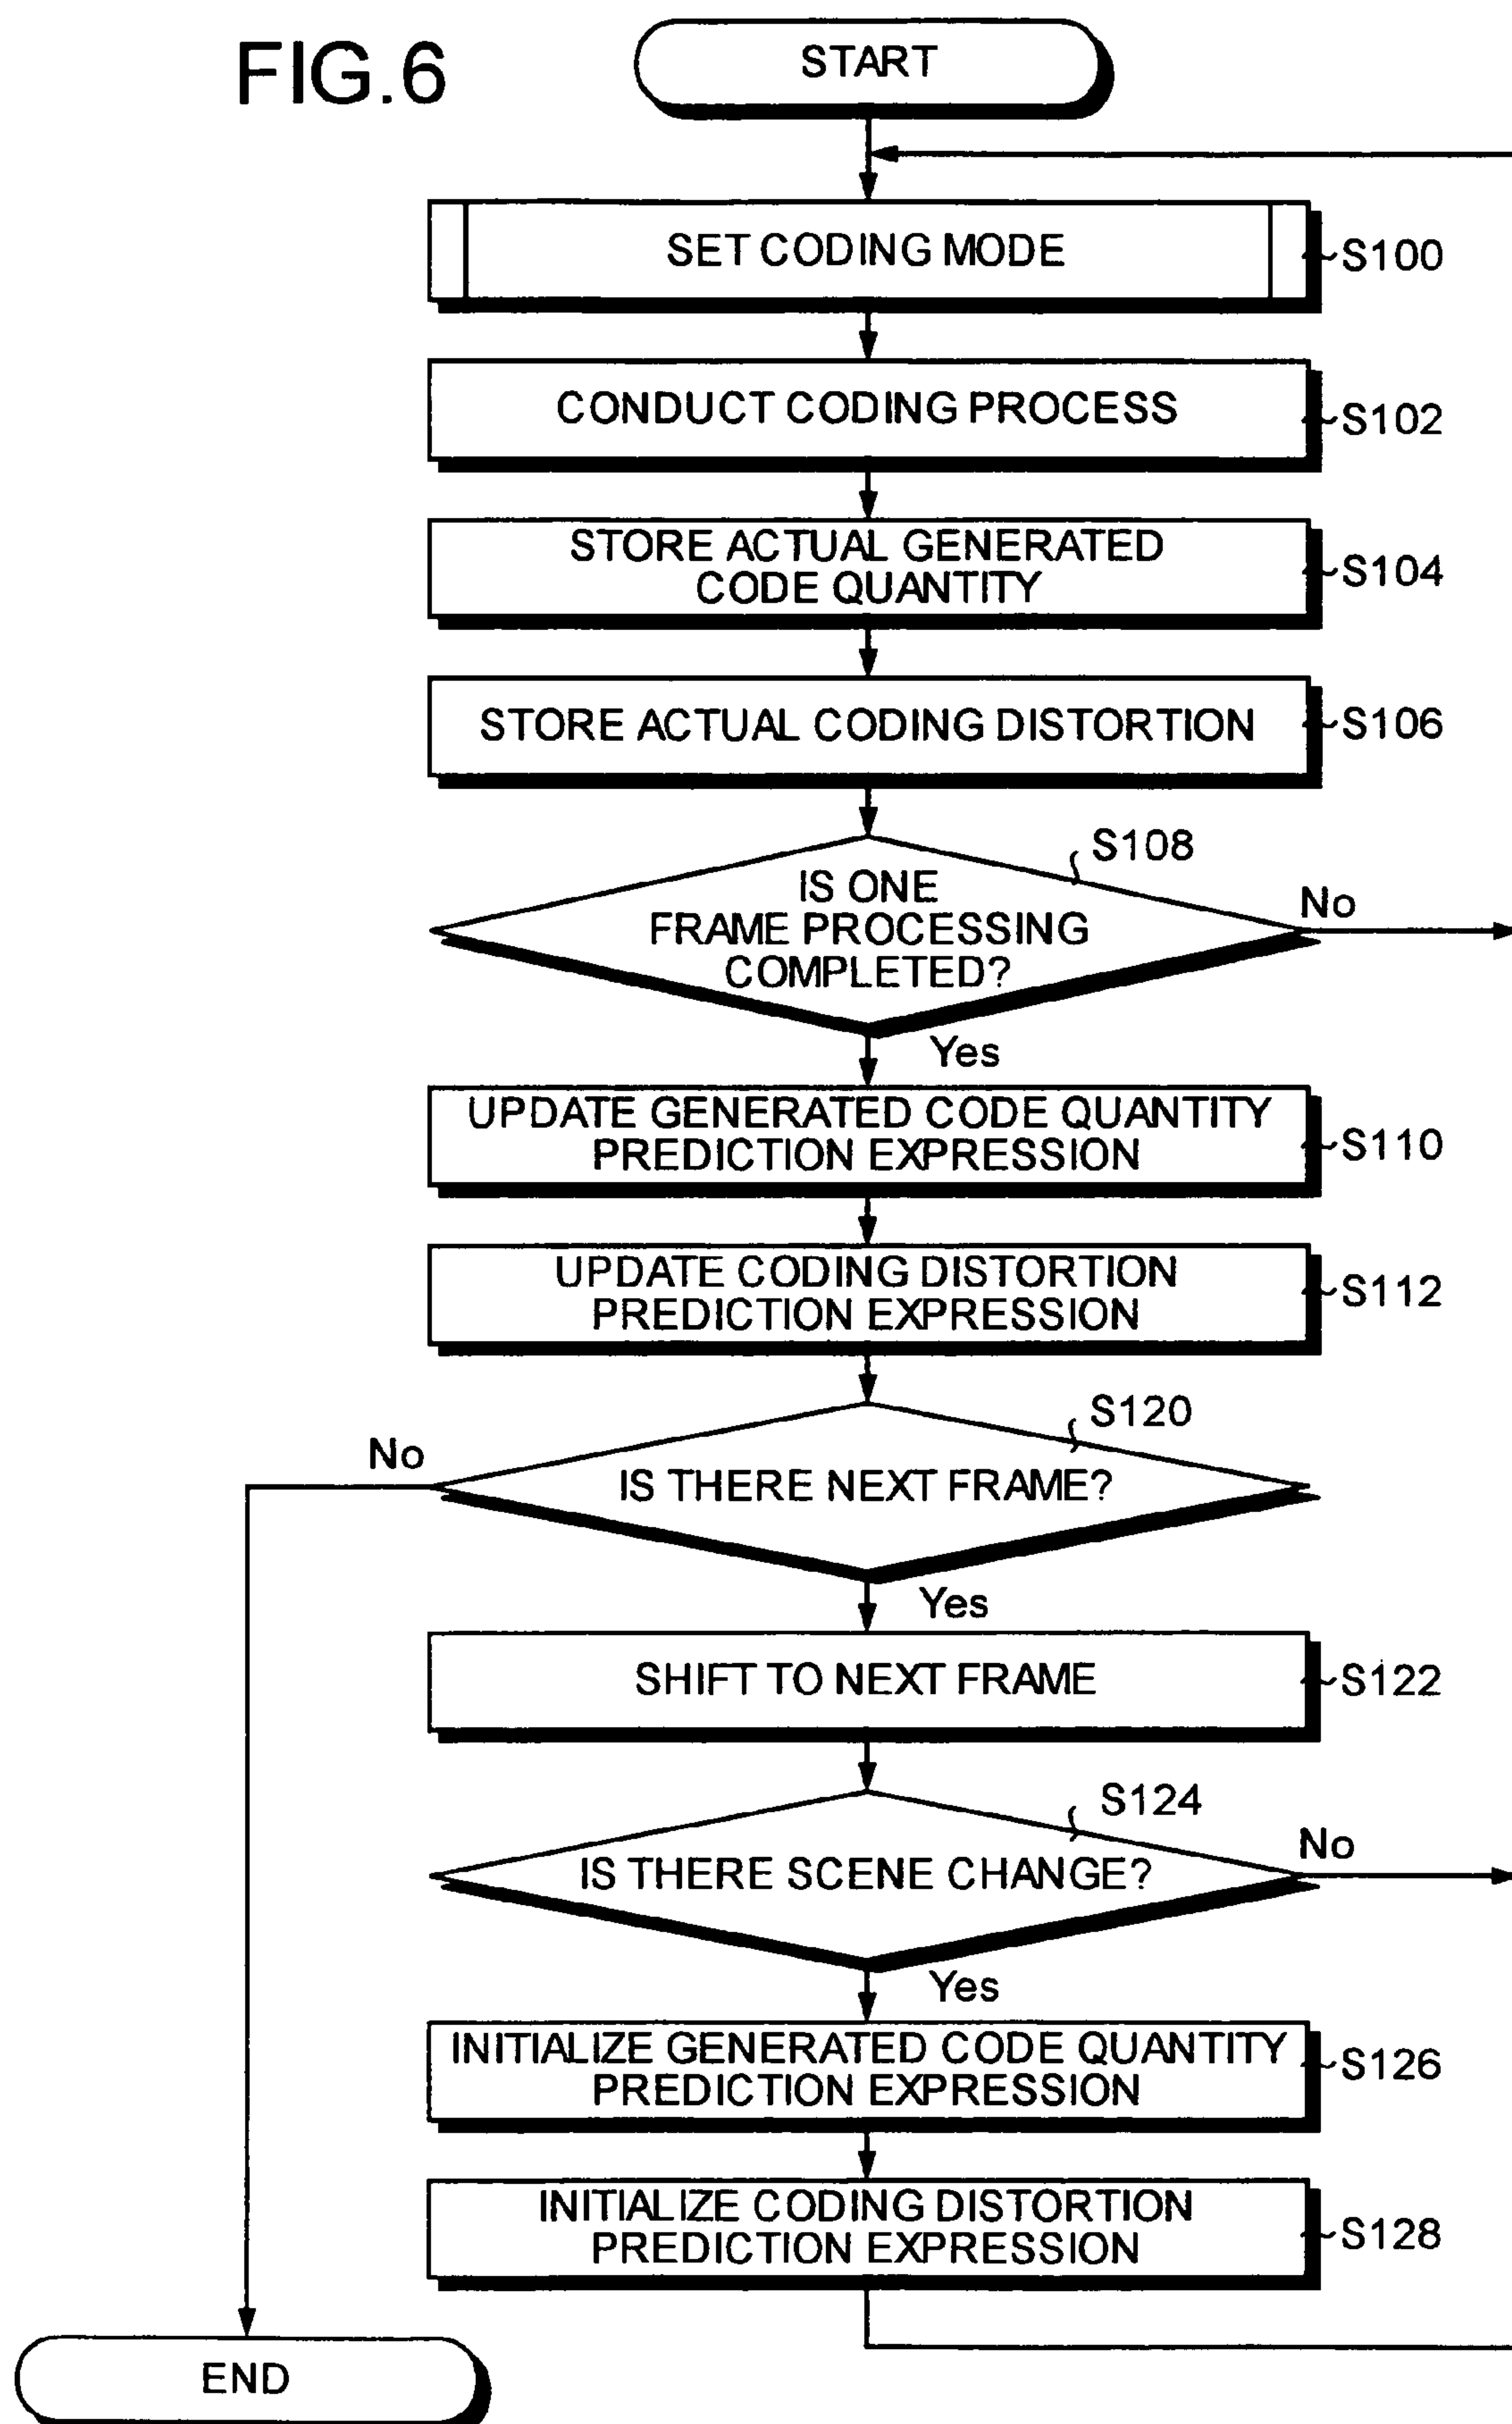 FIG.6
START
SET CODING MODE
S100
CONDUCT CODING PROCESS
S102
STORE ACTUAL GENERATED
CODE QUANTITY
S104
STORE ACTUAL CODING DISTORTION
S106
S108
IS ONE
FRAME PROCESSING
COMPLETED?
No
Yes
UPDATE GENERATED CODE QUANTITY
PREDICTION EXPRESSION
S110
UPDATE CODING DISTORTION
PREDICTION EXPRESSION
S112
S120
No
IS THERE NEXT FRAME?
Yes
SHIFT TO NEXT FRAME
S122
S124
No
IS THERE SCENE CHANGE?
Yes
INITIALIZE GENERATED CODE QUANTITY
PREDICTION EXPRESSION
S126
INITIALIZE CODING DISTORTION
PREDICTION EXPRESSION
S128
END